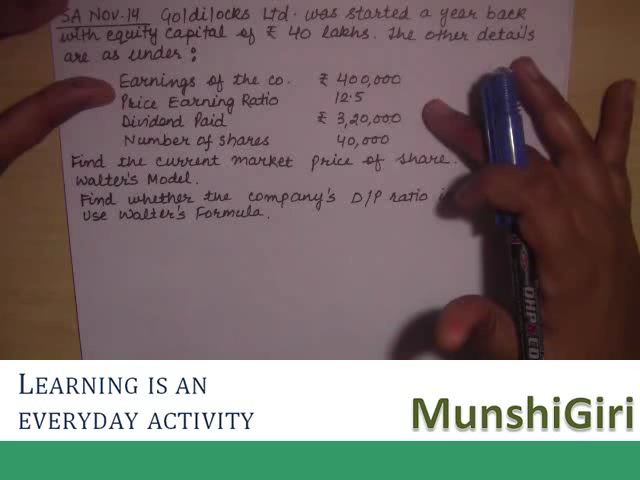 SA NOV. 14 Goldilocks Ltd. was started a year back
with equity capital of ₹ 40 lakhs. The other details
are as under:
Earnings of the co. ₹ 400,000
Price Earning Ratio 12.5
Dividend Paid ₹ 3,20,000
Number of shares 40,000
Find the current market price of share.
Walter's Model.
Find whether the company's D/P ratio i
Use Walter's Formula.
OHP
LEARNING IS AN
EVERYDAY ACTIVITY
MunshiGiri